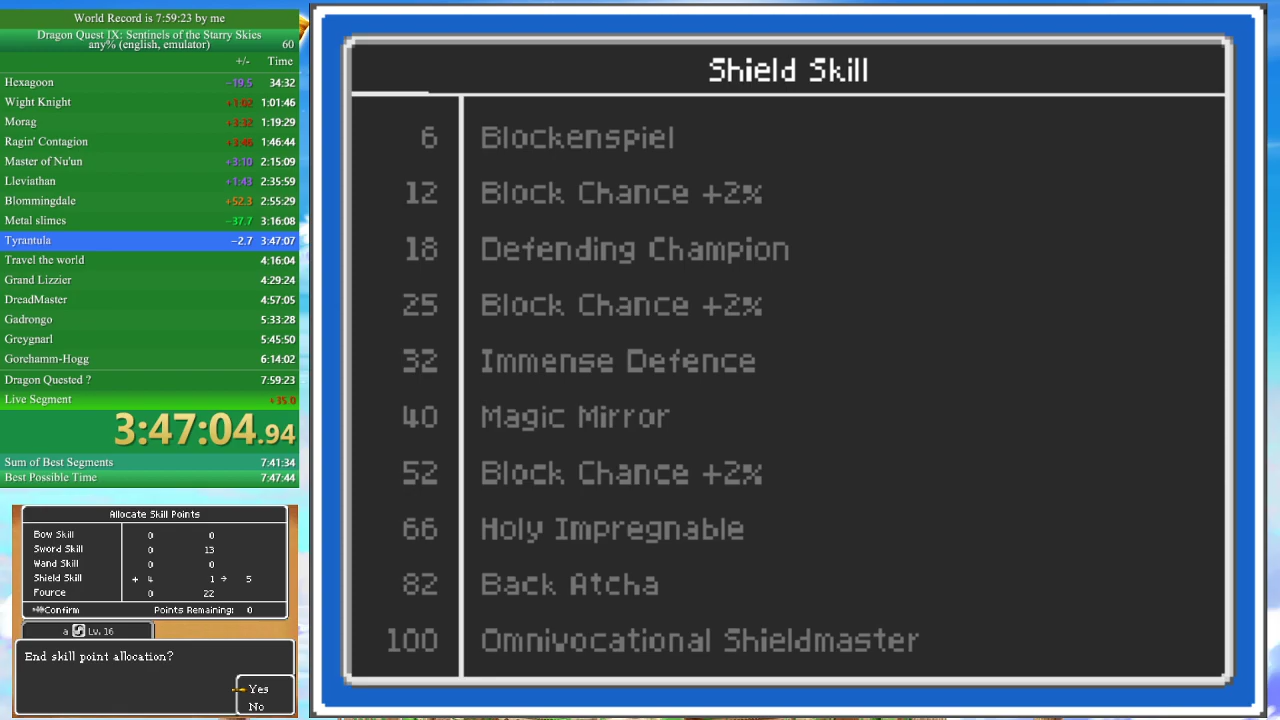 World Record is 7:59:23 by me
Dragon Quest IX: Sentinels of the Starry Skies
any% (english, emulator) 60
+/- Time
Hexagoon −19.5 34:32
Wight Knight +1:02 1:01:46
Morag +3:32 1:19:29
Ragin' Contagion +3:46 1:46:44
Master of Nu'un +3:10 2:15:09
Lleviathan +1:43 2:35:59
Blommingdale +52.3 2:55:29
Metal slimes −37.7 3:16:08
Tyrantula −2.7 3:47:07
Travel the world 4:16:04
Grand Lizzier 4:29:24
DreadMaster 4:57:05
Gadrongo 5:33:28
Greygnarl 5:45:50
Gorehamm-Hogg 6:14:02
Dragon Quested ? 7:59:23
Live Segment +35.0
3:47:04.94
Sum of Best Segments 7:41:34
Best Possible Time 7:47:44
Allocate Skill Points
Bow Skill 0 0
Sword Skill 0 13
Wand Skill 0 0
Shield Skill + 4 1 → 5
Fource 0 22
Confirm Points Remaining: 0
a Lv. 16
End skill point allocation?
Yes
No
Shield Skill
6 Blockenspiel
12 Block Chance +2%
18 Defending Champion
25 Block Chance +2%
32 Immense Defence
40 Magic Mirror
52 Block Chance +2%
66 Holy Impregnable
82 Back Atcha
100 Omnivocational Shieldmaster